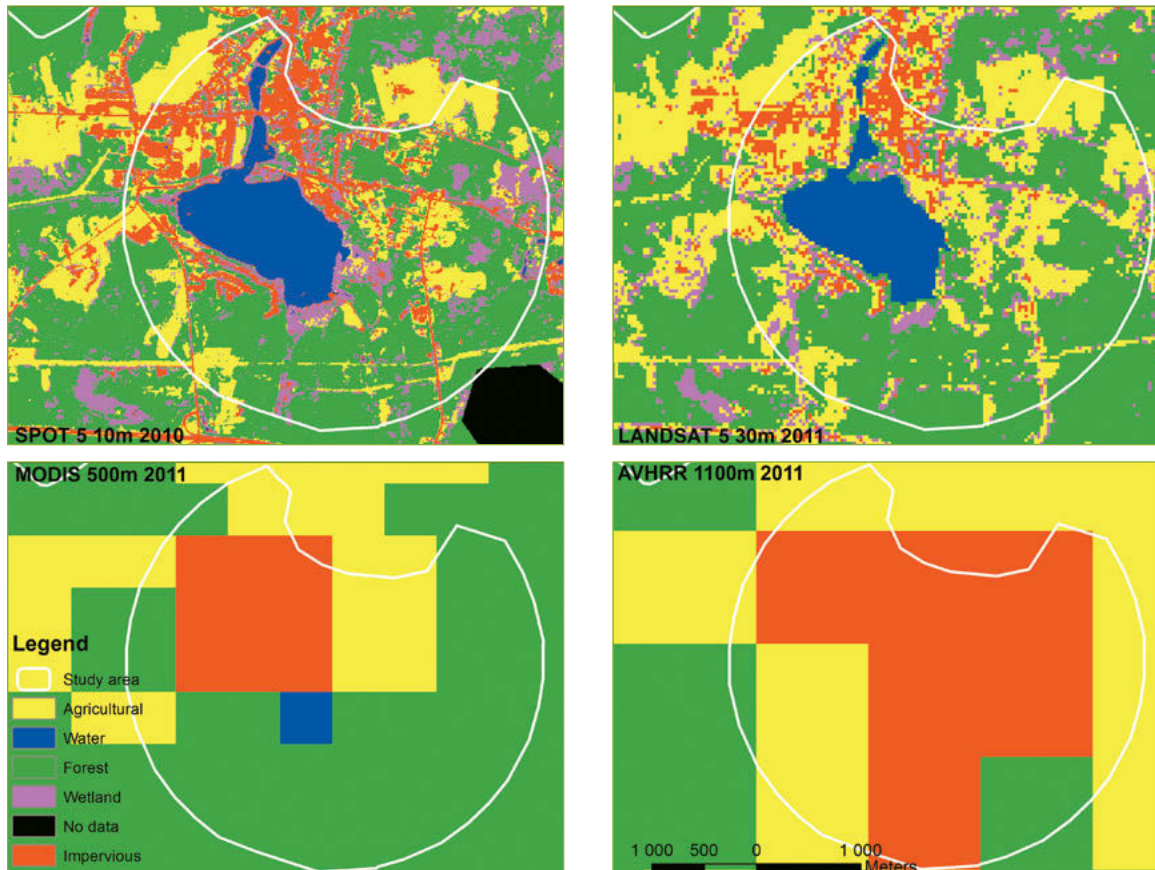 SPOT 5 10m 2010
LANDSAT 5 30m 2011
MODIS 500m 2011
AVHRR 1100m 2011
Legend
Study area
Agricultural
Water
Forest
Wetland
No data
Impervious
1 000 500 0 1 000
Meters